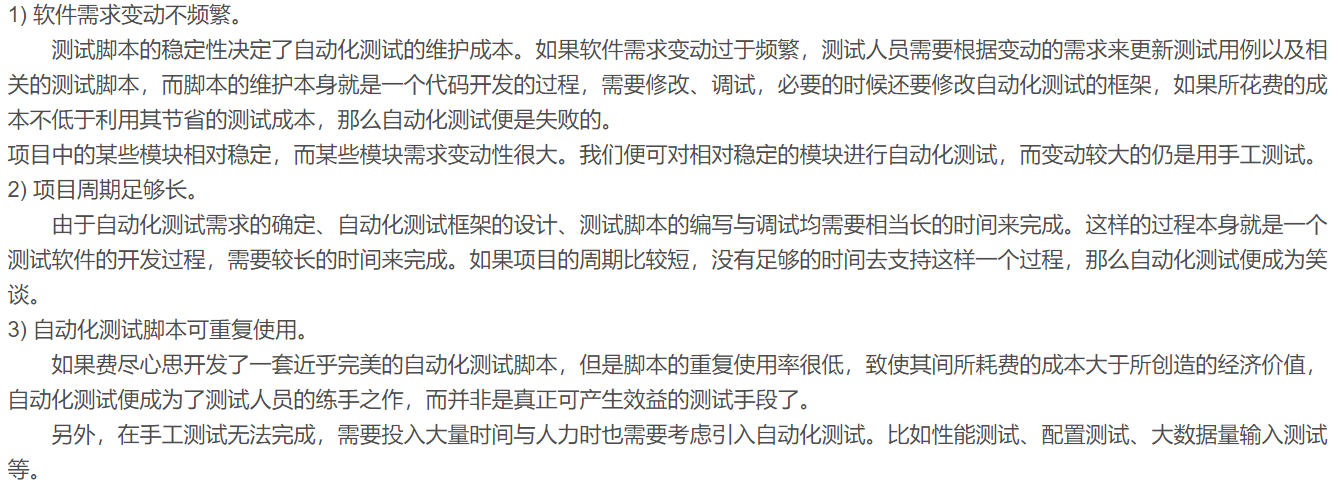 1) 软件需求变动不频繁。
测试脚本的稳定性决定了自动化测试的维护成本。如果软件需求变动过于频繁，测试人员需要根据变动的需求来更新测试用例以及相
关的测试脚本，而脚本的维护本身就是一个代码开发的过程，需要修改、调试，必要的时候还要修改自动化测试的框架，如果所花费的成
本不低于利用其节省的测试成本，那么自动化测试便是失败的。
项目中的某些模块相对稳定，而某些模块需求变动性很大。我们便可对相对稳定的模块进行自动化测试，而变动较大的仍是用手工测试。
2) 项目周期足够长。
由于自动化测试需求的确定、自动化测试框架的设计、测试脚本的编写与调试均需要相当长的时间来完成。这样的过程本身就是一个
测试软件的开发过程，需要较长的时间来完成。如果项目的周期比较短，没有足够的时间去支持这样一个过程，那么自动化测试便成为笑
谈。
3) 自动化测试脚本可重复使用。
如果费尽心思开发了一套近乎完美的自动化测试脚本，但是脚本的重复使用率很低，致使其间所耗费的成本大于所创造的经济价值，
自动化测试便成为了测试人员的练手之作，而并非是真正可产生效益的测试手段了。
另外，在手工测试无法完成，需要投入大量时间与人力时也需要考虑引入自动化测试。比如性能测试、配置测试、大数据量输入测试
等。